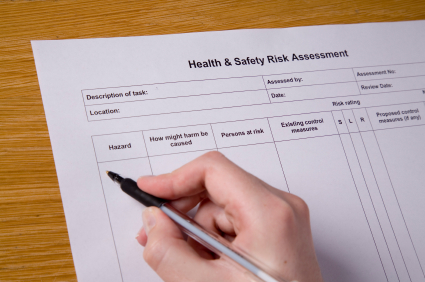 Health & Safety Risk Assessment
Description of task:
Assessed by:
Assessment No:
Location:
Date:
Review Date:
Risk rating
Hazard
How might harm be
caused
Persons at risk
Existing control
measures
S
L
R
Proposed control
measures (if any)